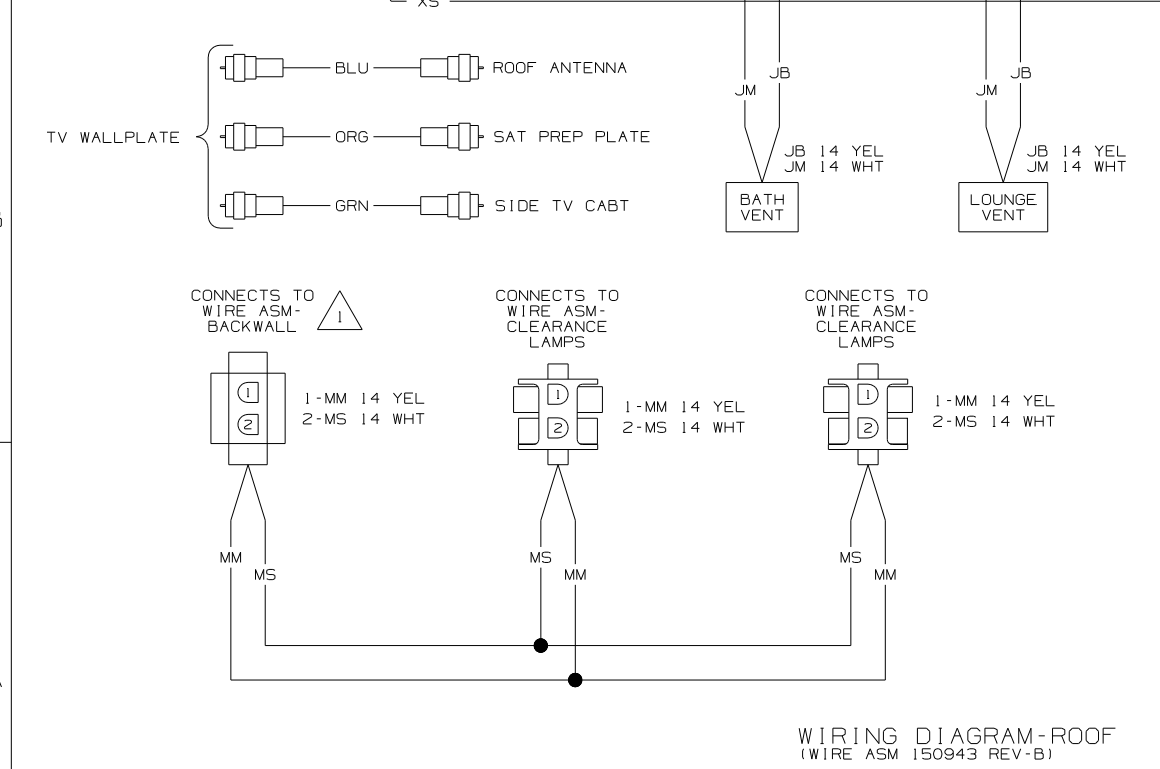 XS
BLU
ROOF ANTENNA
TV WALLPLATE
ORG
SAT PREP PLATE
GRN
SIDE TV CABT
JM
JB
JB 14 YEL
JM 14 WHT
BATH
VENT
JM
JB
JB 14 YEL
JM 14 WHT
LOUNGE
VENT
CONNECTS TO
WIRE ASM-
BACKWALL
1
1
2
1-MM 14 YEL
2-MS 14 WHT
MM
MS
CONNECTS TO
WIRE ASM-
CLEARANCE
LAMPS
1
2
1-MM 14 YEL
2-MS 14 WHT
MS
MM
CONNECTS TO
WIRE ASM-
CLEARANCE
LAMPS
1
2
1-MM 14 YEL
2-MS 14 WHT
MS
MM
WIRING DIAGRAM-ROOF
(WIRE ASM 150943 REV-B)